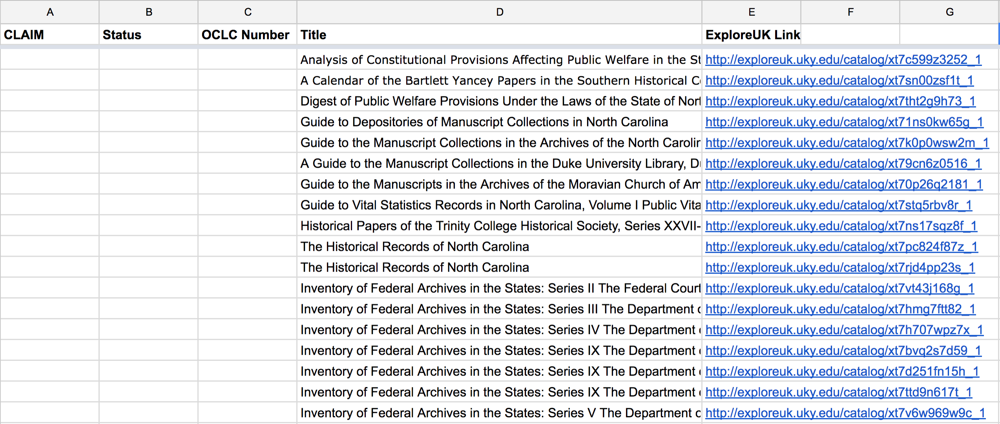 A B C D E F G
CLAIM Status OCLC Number Title ExploreUK Link
Analysis of Constitutional Provisions Affecting Public Welfare in the St http://exploreuk.uky.edu/catalog/xt7c599z3252_1
A Calendar of the Bartlett Yancey Papers in the Southern Historical C http://exploreuk.uky.edu/catalog/xt7sn00zsf1t_1
Digest of Public Welfare Provisions Under the Laws of the State of Nort http://exploreuk.uky.edu/catalog/xt7tht2g9h73_1
Guide to Depositories of Manuscript Collections in North Carolina http://exploreuk.uky.edu/catalog/xt71ns0kw65g_1
Guide to the Manuscript Collections in the Archives of the North Carolin http://exploreuk.uky.edu/catalog/xt7k0p0wsw2m_1
A Guide to the Manuscript Collections in the Duke University Library, D http://exploreuk.uky.edu/catalog/xt79cn6z0516_1
Guide to the Manuscripts in the Archives of the Moravian Church of Am http://exploreuk.uky.edu/catalog/xt70p26q2181_1
Guide to Vital Statistics Records in North Carolina, Volume I Public Vita http://exploreuk.uky.edu/catalog/xt7stq5rbv8r_1
Historical Papers of the Trinity College Historical Society, Series XXVII- http://exploreuk.uky.edu/catalog/xt7ns17sqz8f_1
The Historical Records of North Carolina http://exploreuk.uky.edu/catalog/xt7pc824f87z_1
The Historical Records of North Carolina http://exploreuk.uky.edu/catalog/xt7rjd4pp23s_1
Inventory of Federal Archives in the States: Series II The Federal Court http://exploreuk.uky.edu/catalog/xt7vt43j168g_1
Inventory of Federal Archives in the States: Series III The Department http://exploreuk.uky.edu/catalog/xt7hmg7ftt82_1
Inventory of Federal Archives in the States: Series IV The Department http://exploreuk.uky.edu/catalog/xt7h707wpz7x_1
Inventory of Federal Archives in the States: Series IX The Department http://exploreuk.uky.edu/catalog/xt7bvq2s7d59_1
Inventory of Federal Archives in the States: Series IX The Department http://exploreuk.uky.edu/catalog/xt7d251fn15h_1
Inventory of Federal Archives in the States: Series IX The Department http://exploreuk.uky.edu/catalog/xt7ttd9n617t_1
Inventory of Federal Archives in the States: Series V The Department http://exploreuk.uky.edu/catalog/xt7v6w969w9c_1